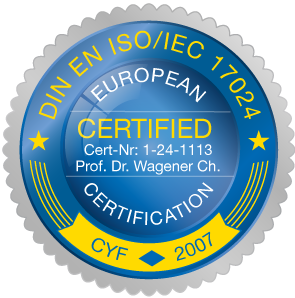 DIN EN ISO/IEC 17024
EUROPEAN
CERTIFIED
Cert-Nr: 1-24-1113
Prof. Dr. Wagener Ch.
CERTIFICATION
CYF 2007